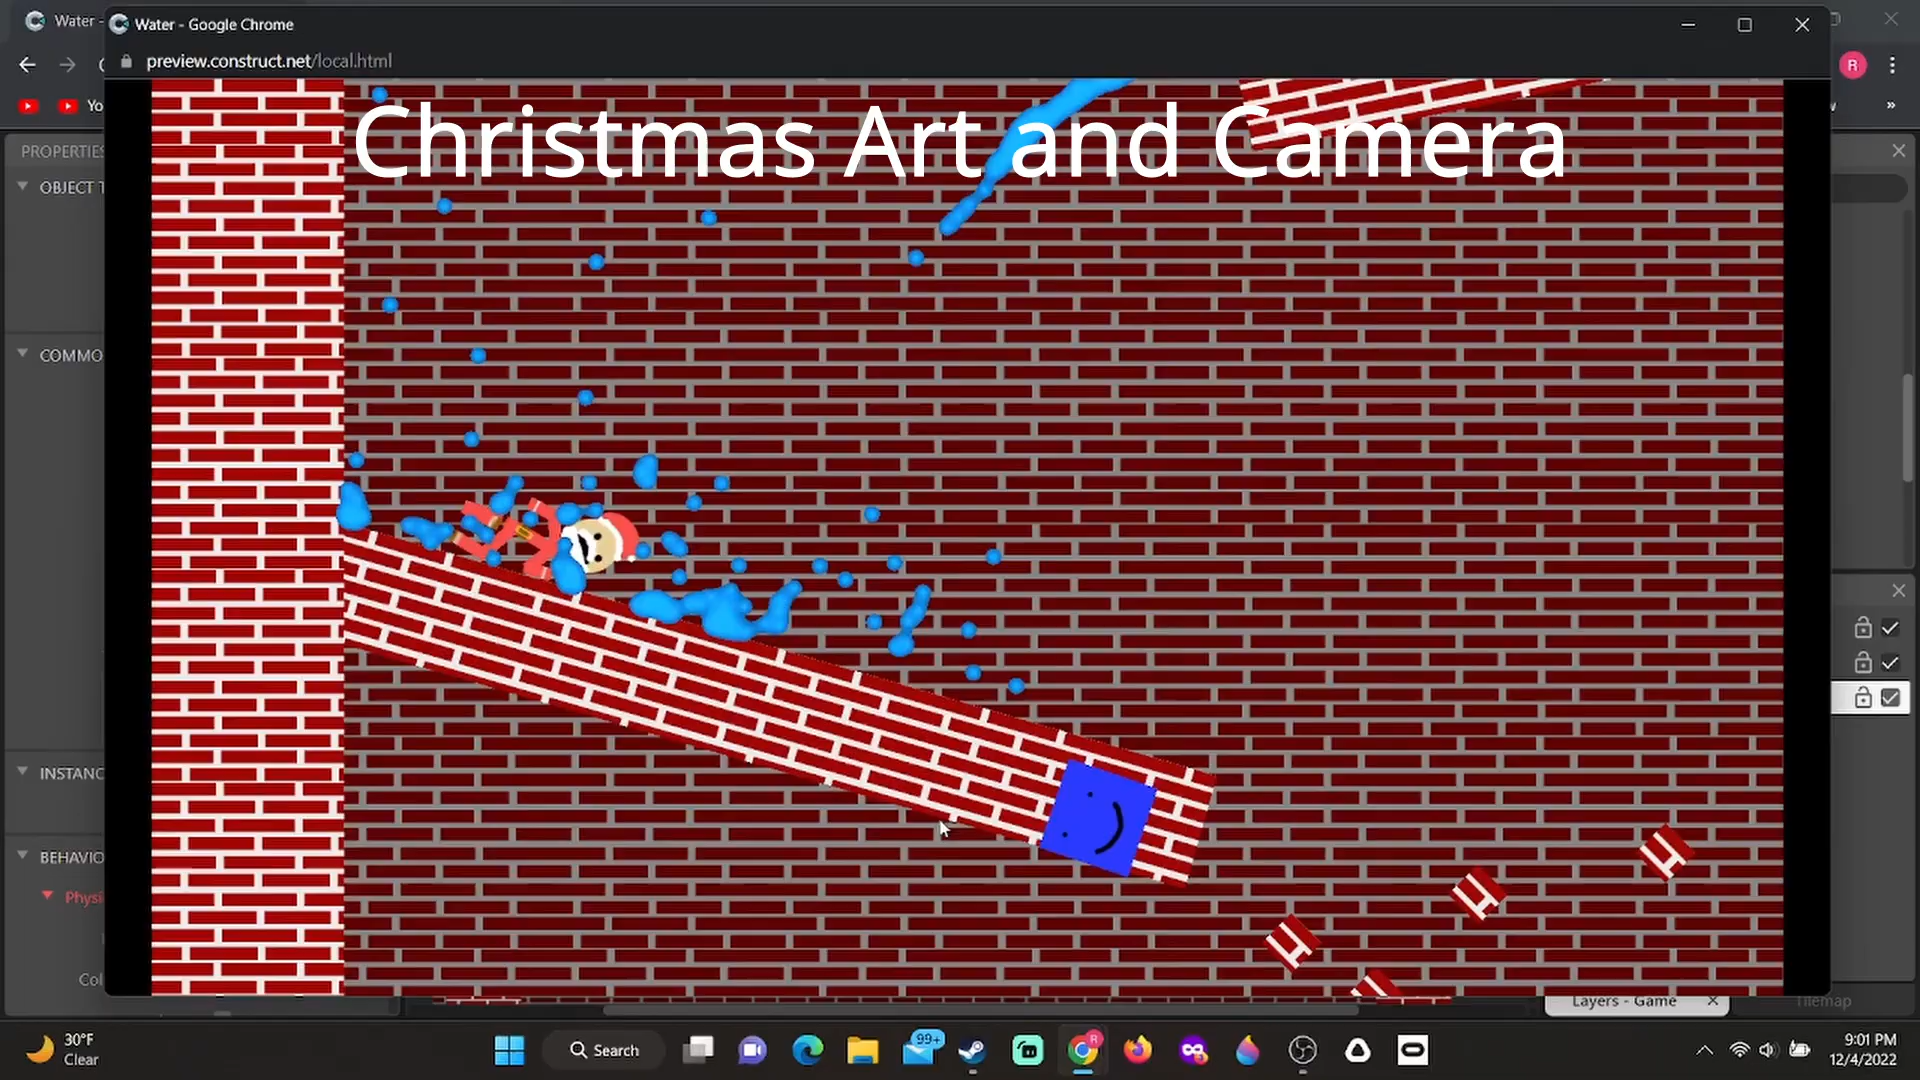 Water -
Water - Google Chrome
preview.construct.net/local.html
R
Yo
Christmas Art and Camera
PROPERTIES
OBJECT T
COMMO
INSTANC
BEHAVIO
Physi
Col
Layers - Game
Tilemap
30°F
Clear
Search
99+
R
9:01 PM
12/4/2022